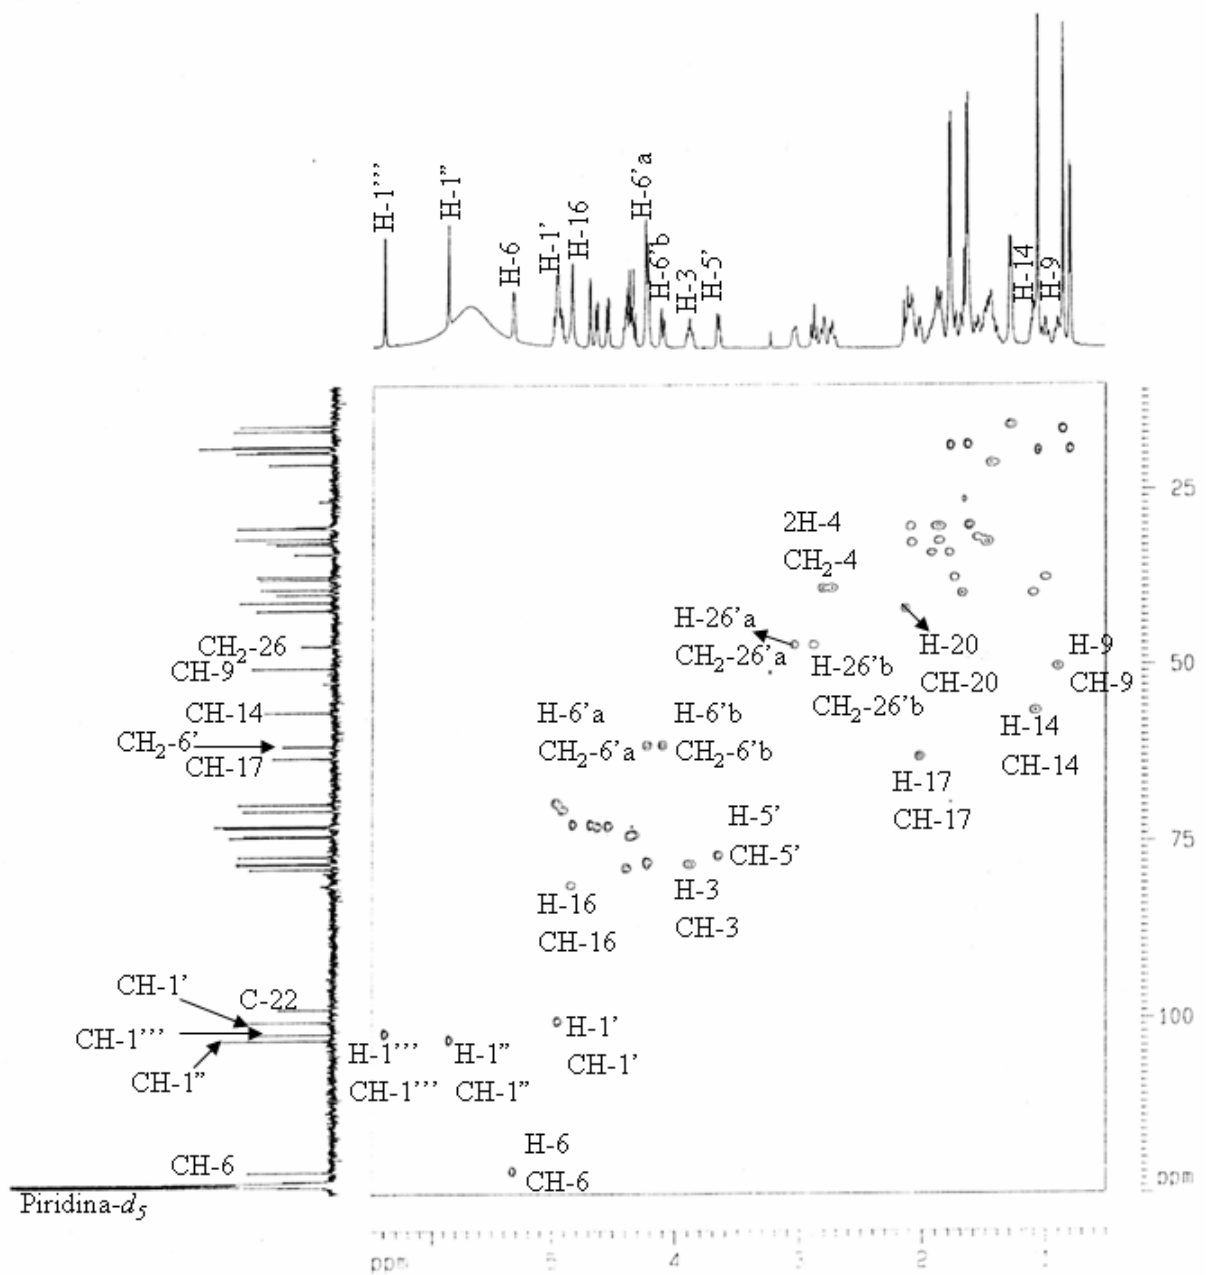 H-1'''
H-1''
H-6
H-1'
H-16
H-6'a
H-6'b
H-3
H-5'
H-14
H-9
25
50
75
100
ppm
2H-4
CH₂-4
H-26'a
CH₂-26'a
H-26'b
CH₂-26'b
H-20
CH-20
H-9
CH-9
H-14
CH-14
H-6'a
CH₂-6'a
H-6'b
CH₂-6'b
H-17
CH-17
H-5'
CH-5'
H-3
CH-3
H-16
CH-16
H-1'
CH-1'
H-1'''
CH-1'''
H-1''
CH-1''
H-6
CH-6
CH₂-26
CH-9
CH-14
CH₂-6'
CH-17
CH-1'
C-22
CH-1'''
CH-1''
CH-6
Piridina-d₅
ppm 5 4 3 2 1